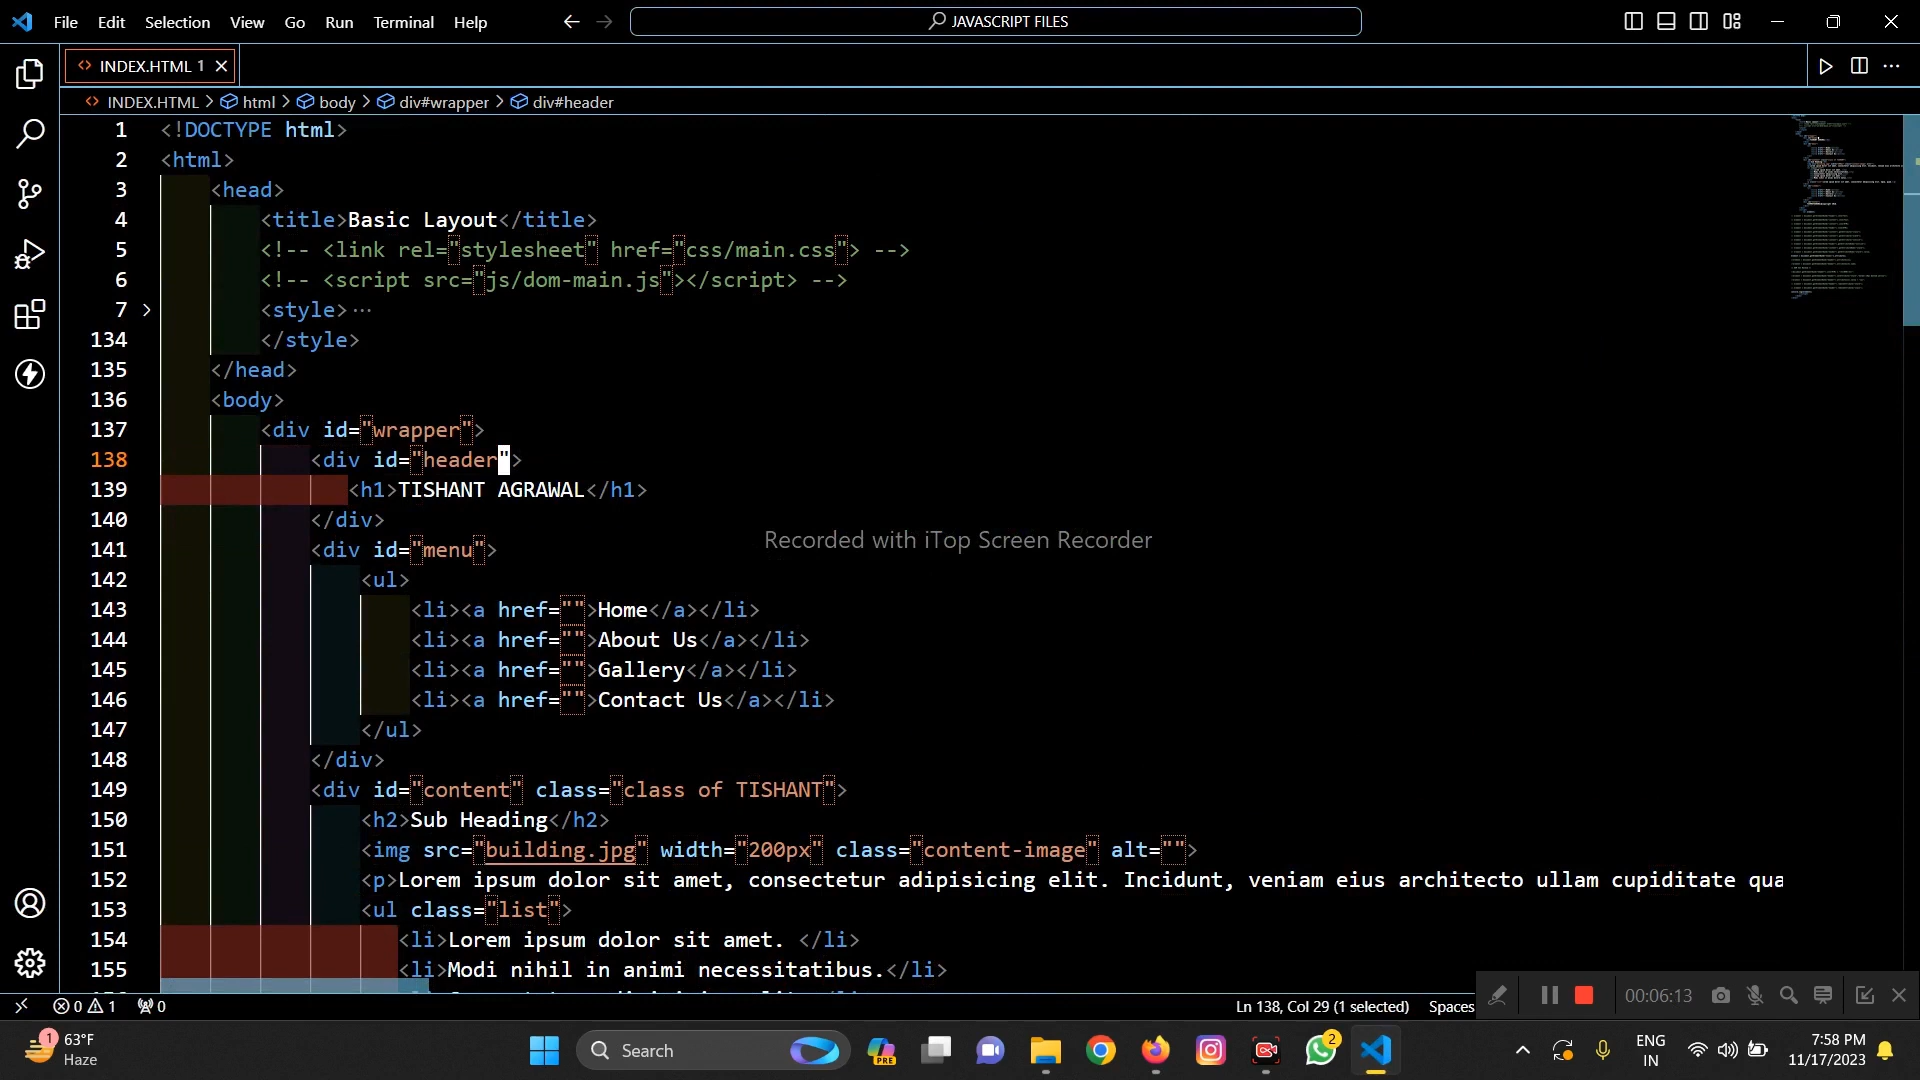 File Edit Selection View Go Run Terminal Help
JAVASCRIPT FILES
INDEX.HTML 1
INDEX.HTML > html > body > div#wrapper > div#header
1 <!DOCTYPE html>
2 <html>
3 <head>
4 <title>Basic Layout</title>
5 <!-- <link rel="stylesheet" href="css/main.css"> -->
6 <!-- <script src="js/dom-main.js"></script> -->
7 <style>···
134 </style>
135 </head>
136 <body>
137 <div id="wrapper">
138 <div id="header">
139 <h1>TISHANT AGRAWAL</h1>
140 </div>
141 <div id="menu">
Recorded with iTop Screen Recorder
142 <ul>
143 <li><a href="">Home</a></li>
144 <li><a href="">About Us</a></li>
145 <li><a href="">Gallery</a></li>
146 <li><a href="">Contact Us</a></li>
147 </ul>
148 </div>
149 <div id="content" class="class of TISHANT">
150 <h2>Sub Heading</h2>
151 <img src="building.jpg" width="200px" class="content-image" alt="">
152 <p>Lorem ipsum dolor sit amet, consectetur adipisicing elit. Incidunt, veniam eius architecto ullam cupiditate qua
153 <ul class="list">
154 <li>Lorem ipsum dolor sit amet. </li>
155 <li>Modi nihil in animi necessitatibus.</li>
0 1 0
Ln 138, Col 29 (1 selected) Spaces
00:06:13
1 63°F
Haze
Search
PRE
2
ENG
IN
7:58 PM
11/17/2023